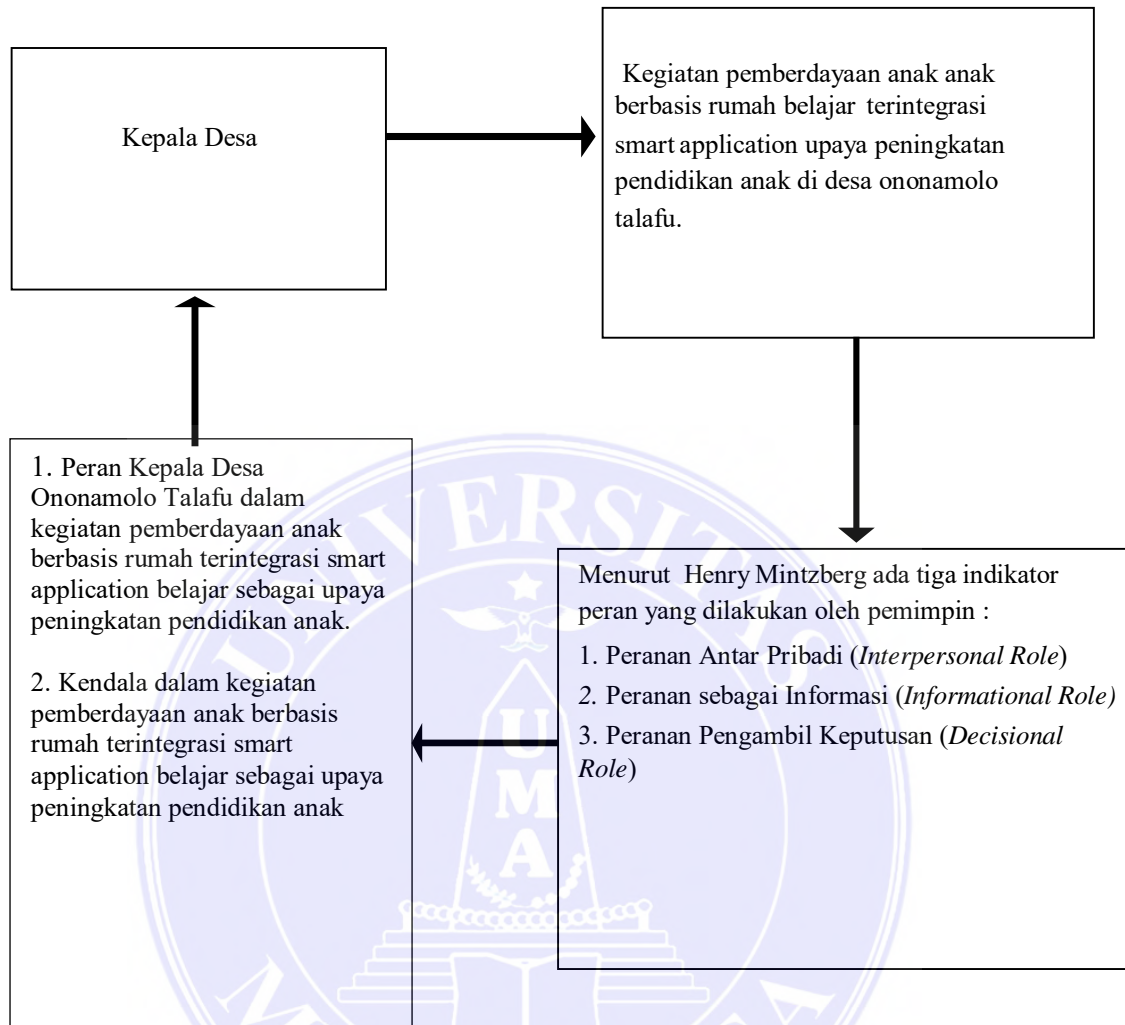 Kepala Desa
Kegiatan pemberdayaan anak anak
berbasis rumah belajar terintegrasi
smart application upaya peningkatan
pendidikan anak di desa ononamolo
talafu.
1. Peran Kepala Desa
Ononamolo Talafu dalam
kegiatan pemberdayaan anak
berbasis rumah terintegrasi smart
application belajar sebagai upaya
peningkatan pendidikan anak.
2. Kendala dalam kegiatan
pemberdayaan anak berbasis
rumah terintegrasi smart
application belajar sebagai upaya
peningkatan pendidikan anak
Menurut Henry Mintzberg ada tiga indikator
peran yang dilakukan oleh pemimpin :
1. Peranan Antar Pribadi (Interpersonal Role)
2. Peranan sebagai Informasi (Informational Role)
3. Peranan Pengambil Keputusan (Decisional
Role)
UNIVERSITAS
UMA